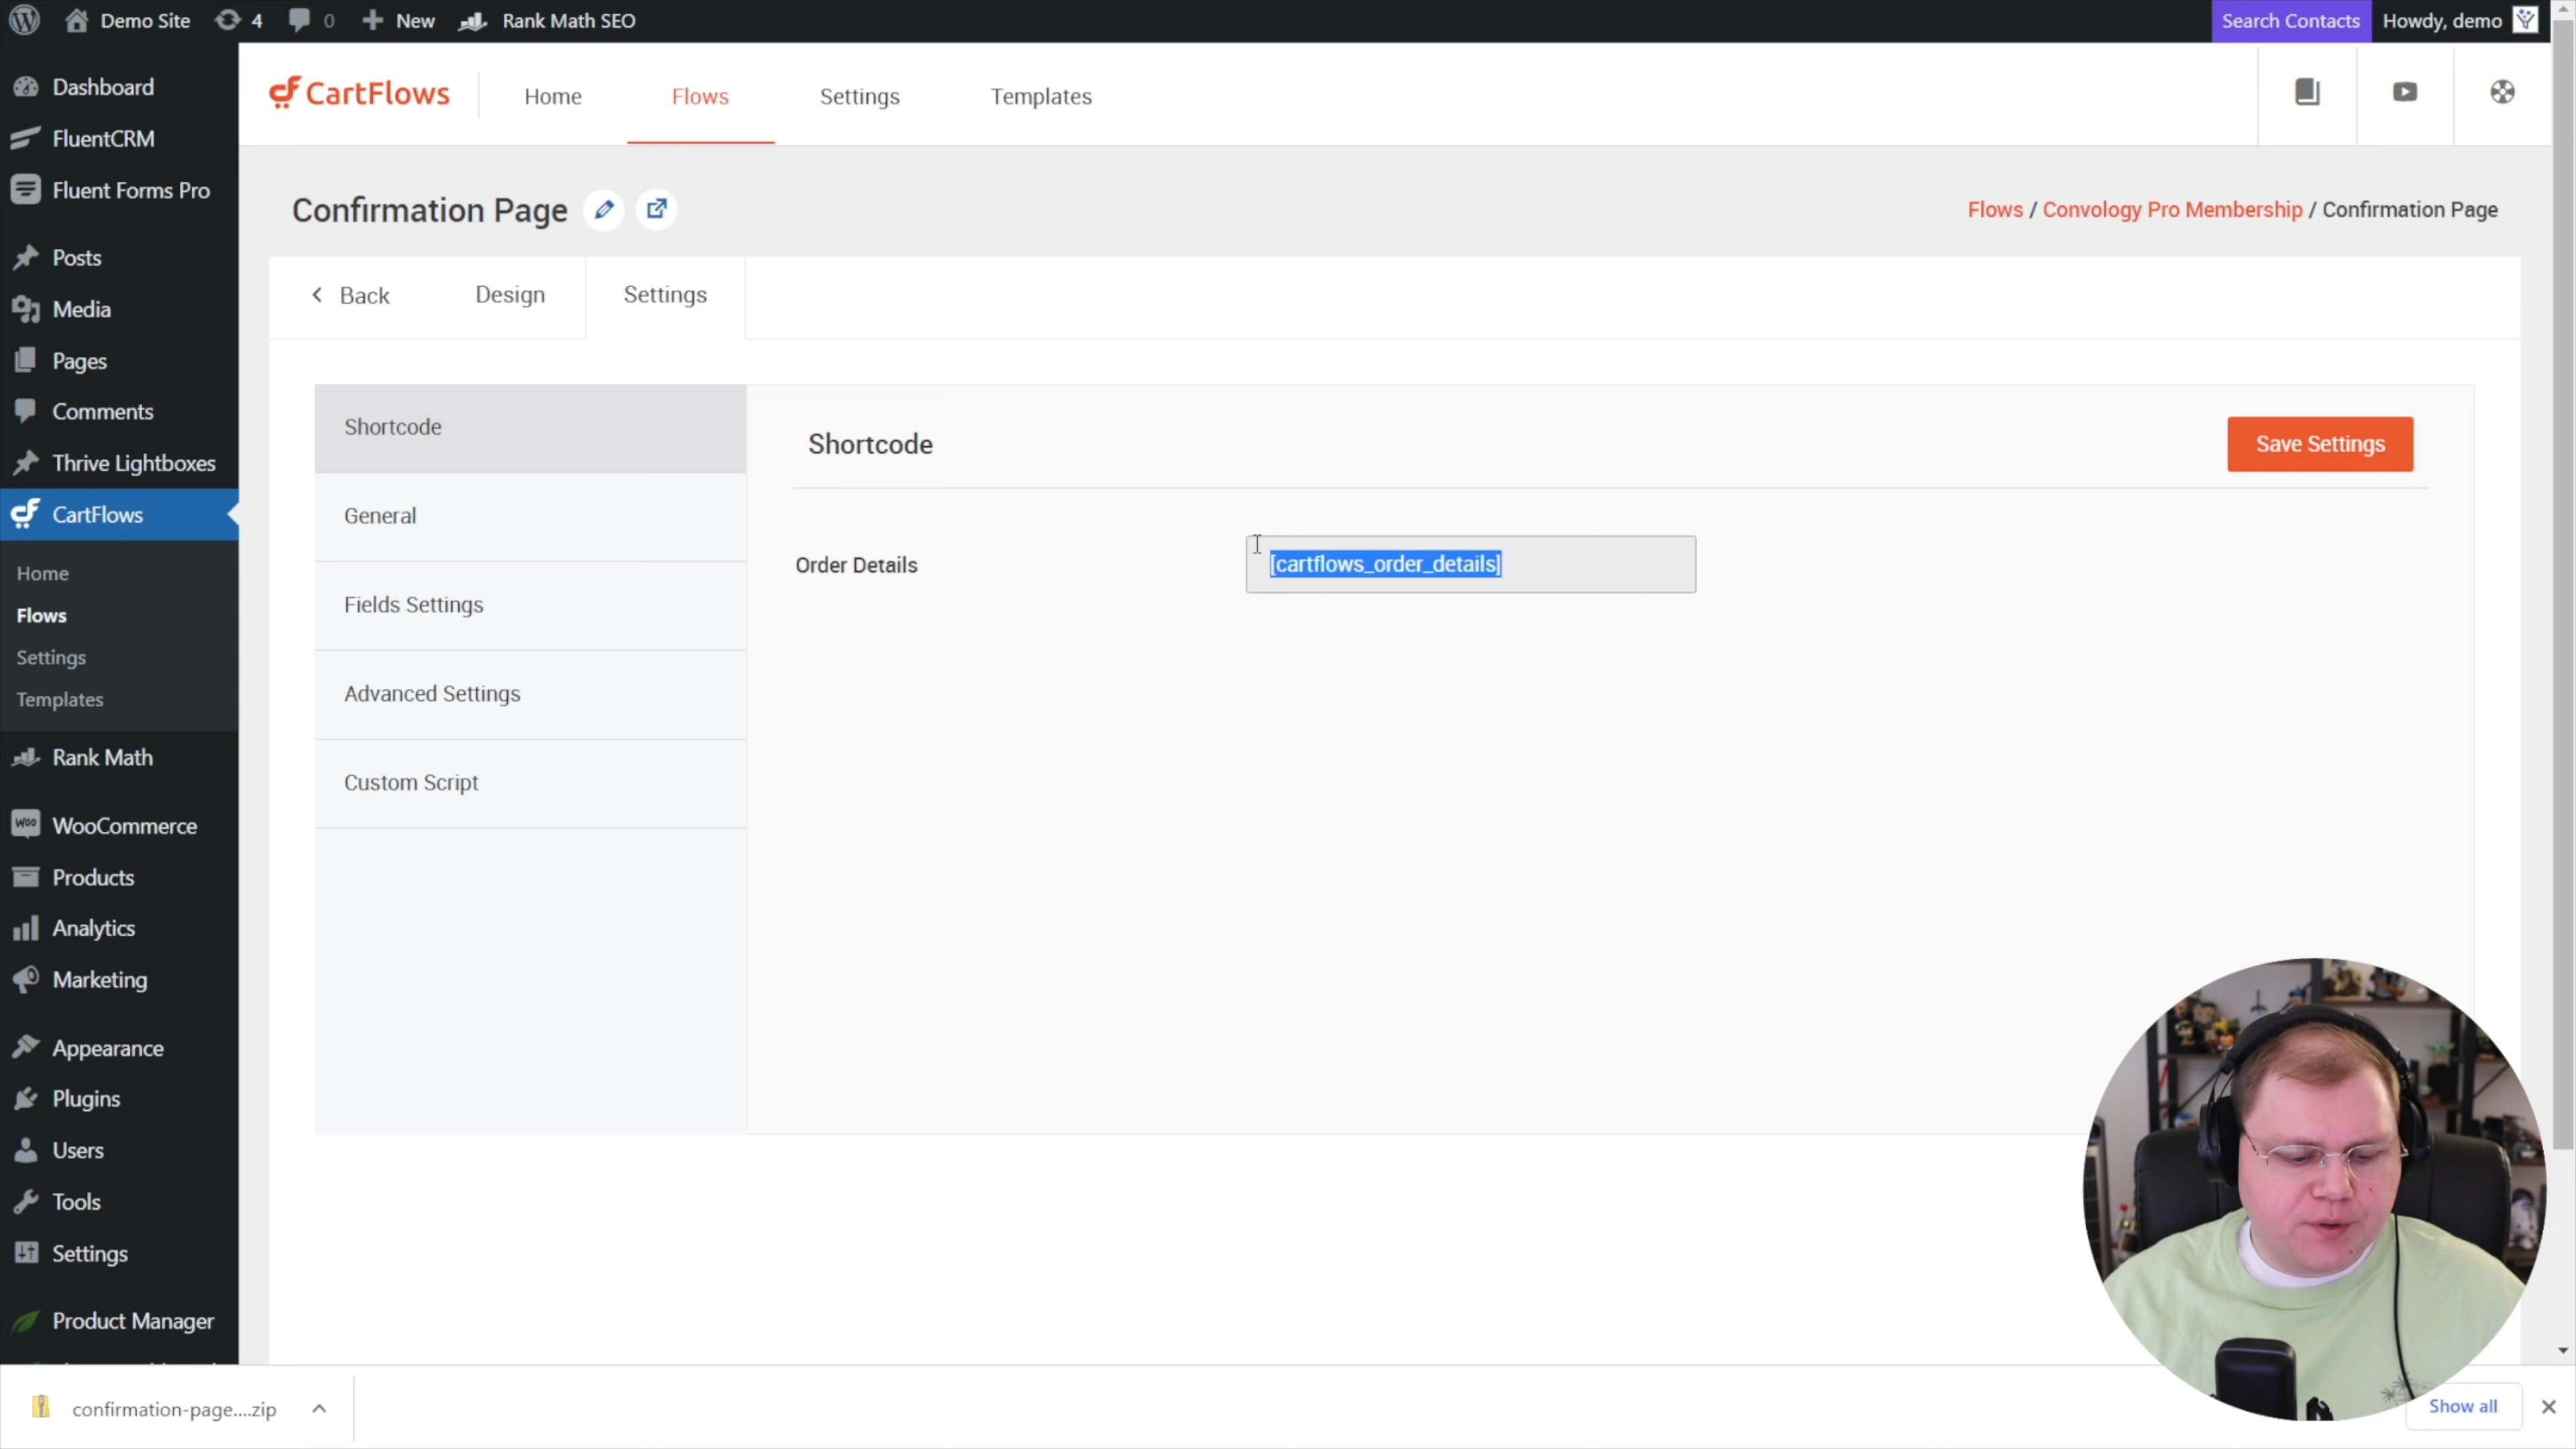 Demo Site 4 0 New Rank Math SEO Search Contacts Howdy, demo
Dashboard
FluentCRM
Fluent Forms Pro
Posts
Media
Pages
Comments
Thrive Lightboxes
CartFlows
Home
Flows
Settings
Templates
Rank Math
WooCommerce
Products
Analytics
Marketing
Appearance
Plugins
Users
Tools
Settings
Product Manager
CartFlows Home Flows Settings Templates
Confirmation Page
Flows / Convology Pro Membership / Confirmation Page
Back Design Settings
Shortcode
General
Fields Settings
Advanced Settings
Custom Script
Shortcode
Save Settings
Order Details [cartflows_order_details]
confirmation-page....zip
Show all